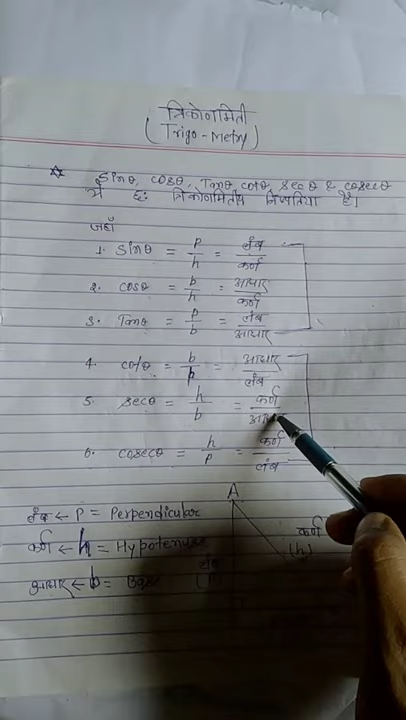 त्रिकोणमिती
(Trigo-Metry)
☆ Sinθ, cosθ, Tanθ, cotθ, secθ & cosecθ
ये छः त्रिकोणमितीय निष्पतिया है।
जहाँ
1. Sinθ = P/h = लंब/कर्ण
2. cosθ = b/h = आधार/कर्ण
3. Tanθ = P/b = लंब/आधार
4. cotθ = b/p = आधार/लंब
5. secθ = h/b = कर्ण/
6. cosecθ = h/P = कर्ण/लंब
A
लंब ← P = Perpendicular
कर्ण ← h = Hypotenuse
कर्ण
(h)
आधार ← b = Base
लंब